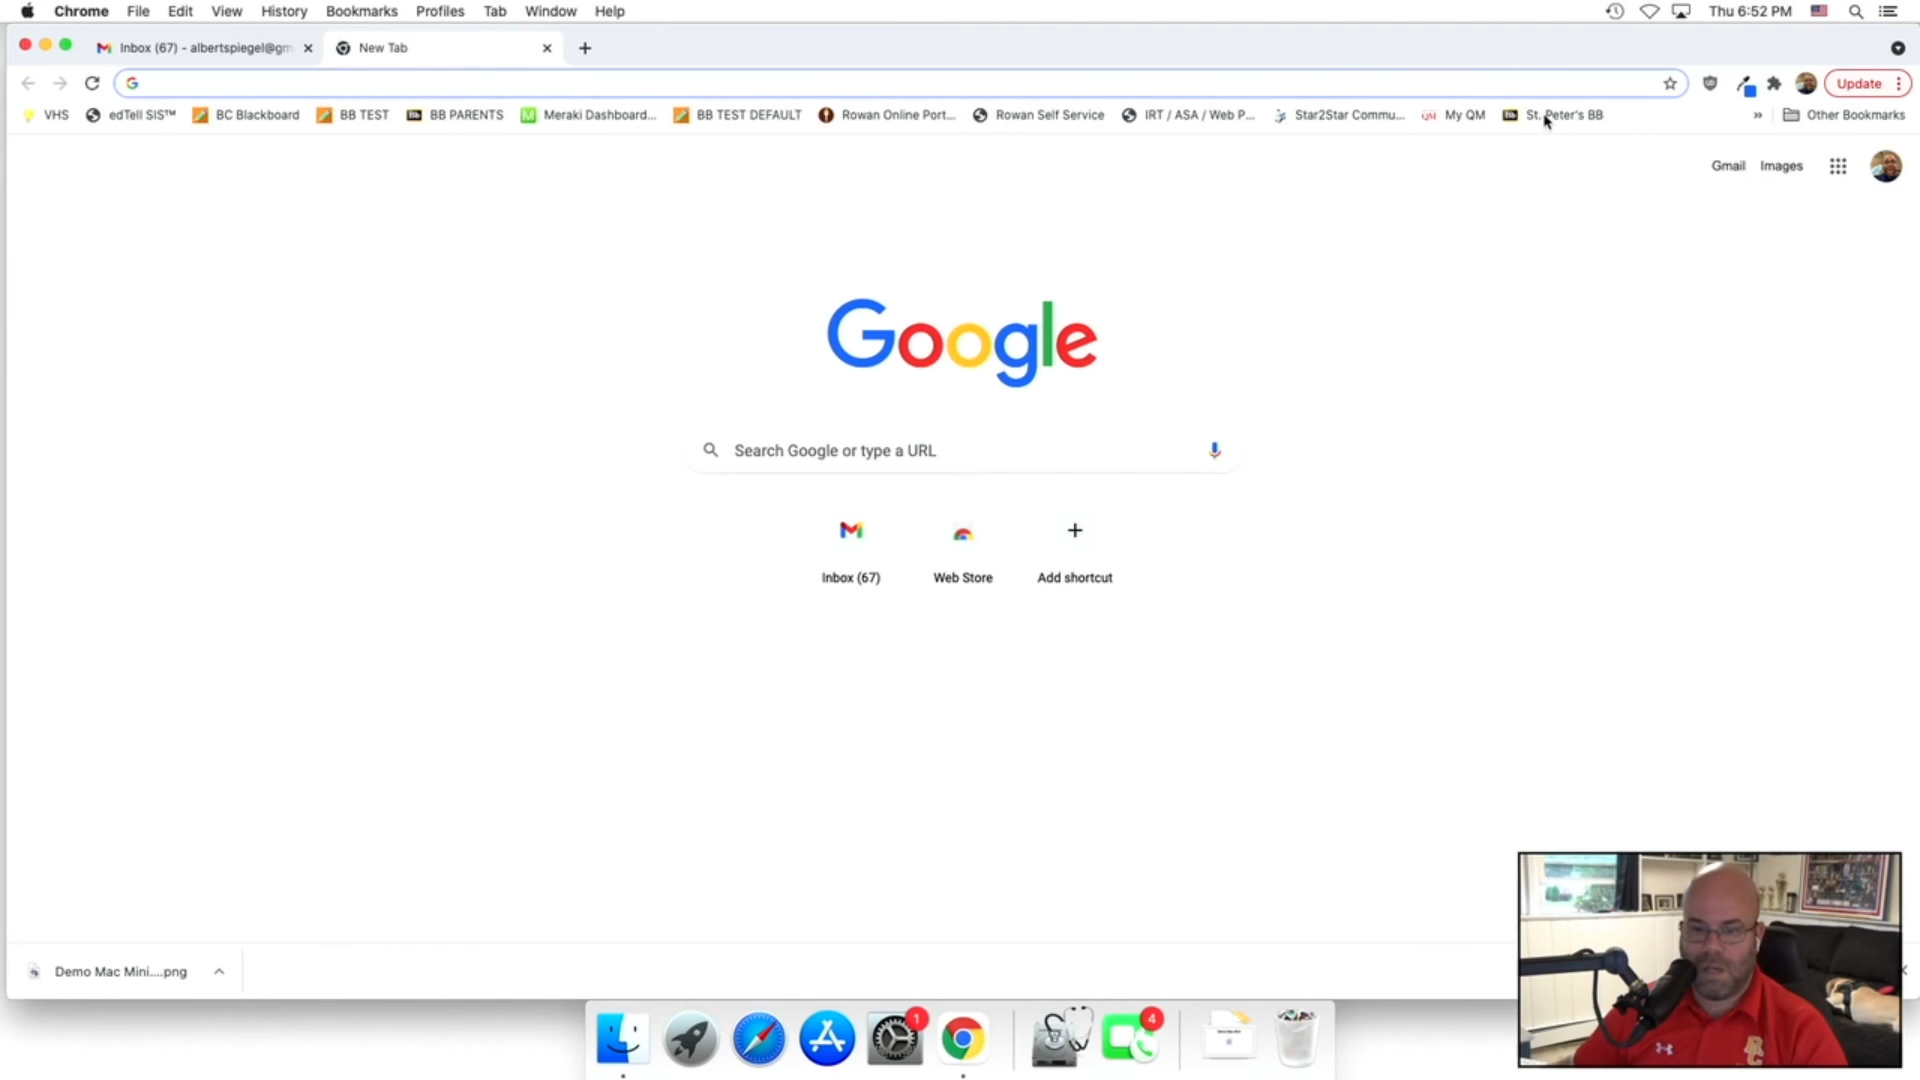 Chrome File Edit View History Bookmarks Profiles Tab Window Help Thu 6:52 PM
Inbox (67) - albertspiegel@gm New Tab
Update
VHS edTell SIS™ BC Blackboard BB TEST BB PARENTS Meraki Dashboard... BB TEST DEFAULT Rowan Online Port... Rowan Self Service IRT / ASA / Web P... Star2Star Commu... My QM St. Peter's BB » Other Bookmarks
Gmail Images
Google
Search Google or type a URL
Inbox (67) Web Store Add shortcut
Demo Mac Mini....png
1 4